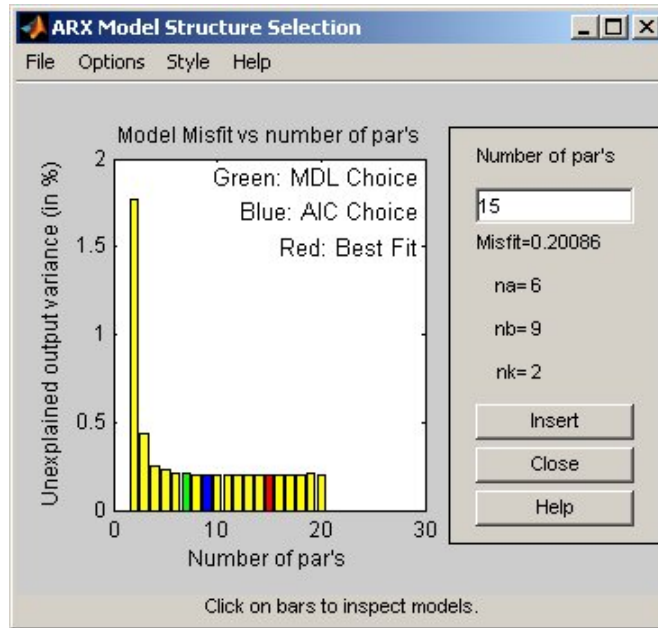 ARX Model Structure Selection
File Options Style Help
Model Misfit vs number of par's
Unexplained output variance (in %)
2
1.5
1
0.5
0
Green: MDL Choice
Blue: AIC Choice
Red: Best Fit
0 10 20 30
Number of par's
Number of par's
15
Misfit=0.20086
na= 6
nb= 9
nk= 2
Insert
Close
Help
Click on bars to inspect models.